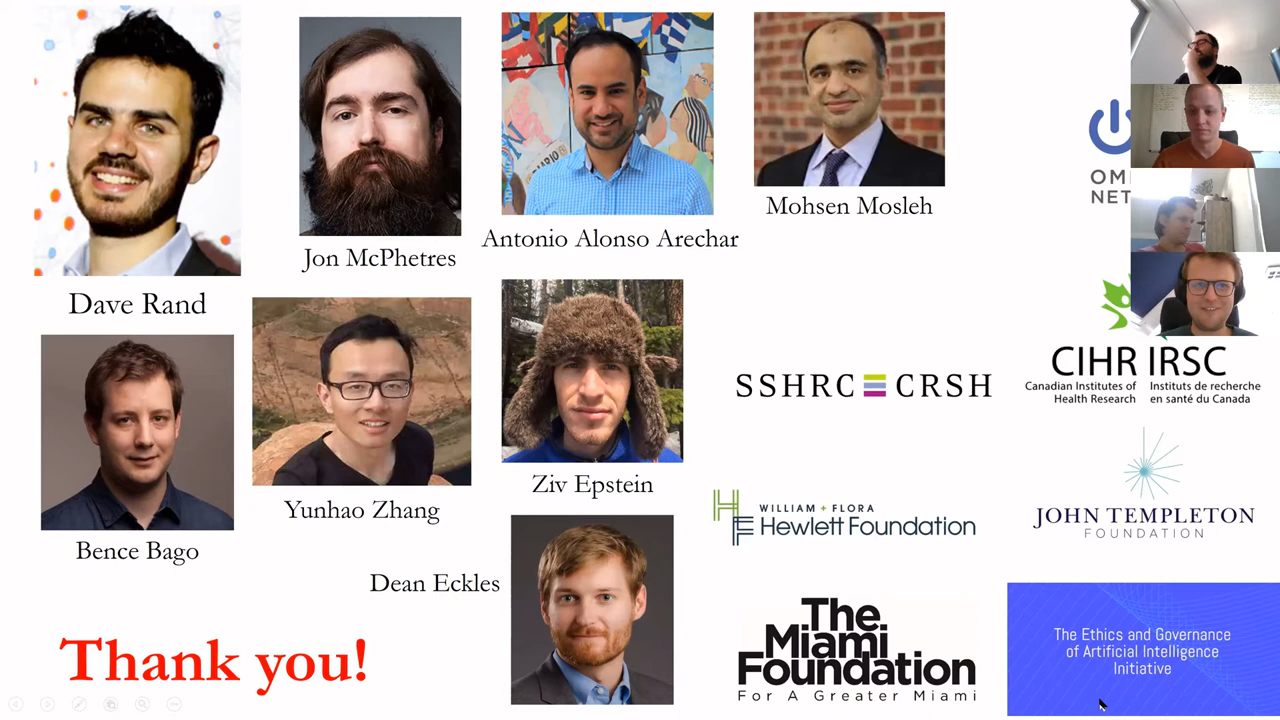 Dave Rand
Jon McPhetres
Antonio Alonso Arechar
Mohsen Mosleh
Bence Bago
Yunhao Zhang
Ziv Epstein
Dean Eckles
Thank you!
OM
NET
CIHR IRSC
Canadian Institutes of Health Research
Instituts de recherche en santé du Canada
SSHRC CRSH
WILLIAM + FLORA
Hewlett Foundation
JOHN TEMPLETON
FOUNDATION
The
Miami
Foundation
For A Greater Miami
The Ethics and Governance
of Artificial Intelligence
Initiative